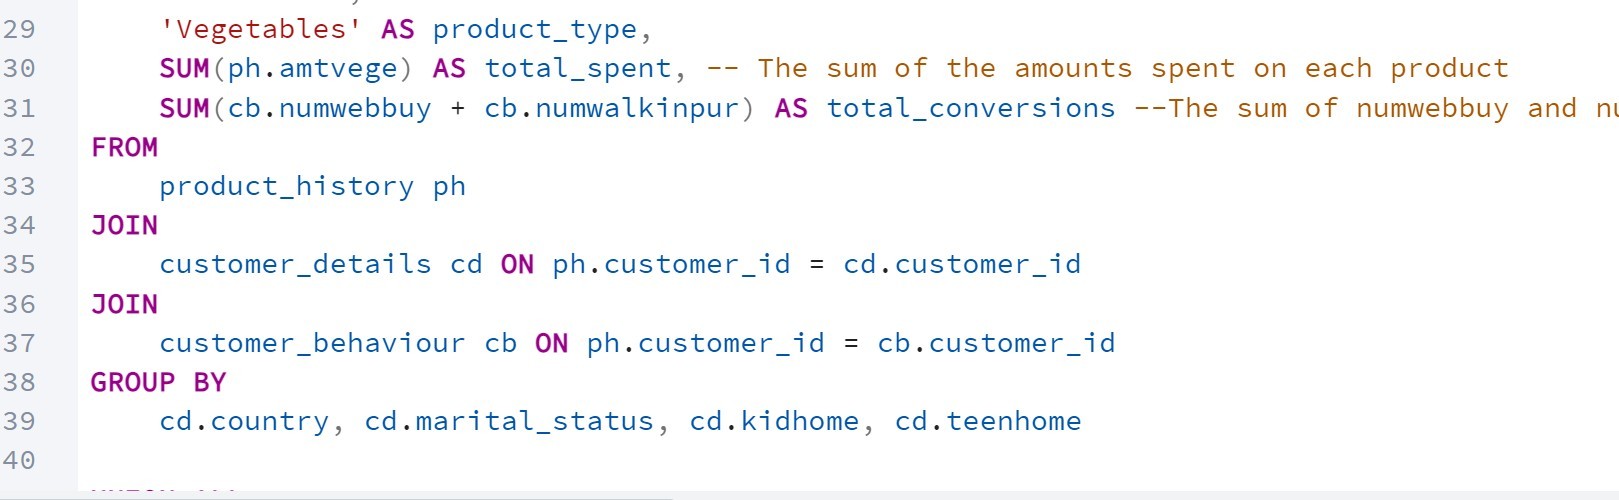 29 'Vegetables' AS product_type,
30 SUM(ph.amtvege) AS total_spent, -- The sum of the amounts spent on each product
31 SUM(cb.numwebbuy + cb.numwalkinpur) AS total_conversions --The sum of numwebbuy and
32 FROM
33 product_history ph
34 JOIN
35 customer_details cd ON ph.customer_id = cd.customer_id
36 JOIN
37 customer_behaviour cb ON ph.customer_id = cb.customer_id
38 GROUP BY
39 cd.country, cd.marital_status, cd.kidhome, cd.teenhome
40